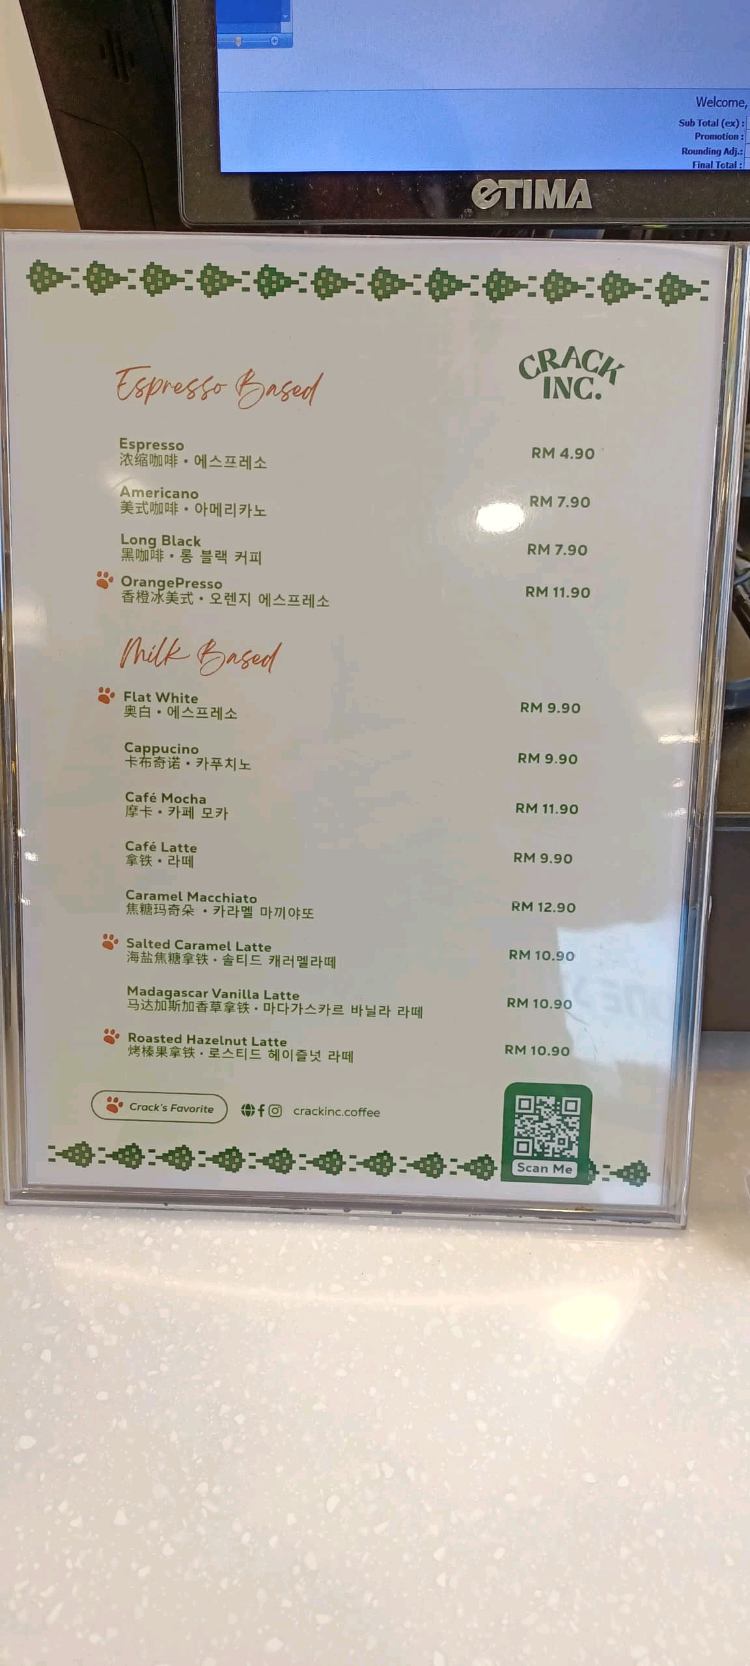 Welcome,
Sub Total (ex) :
Promotion :
Rounding Adj.:
Final Total :
eTIMA
CRACK
INC.
Espresso Based
Espresso RM 4.90
浓缩咖啡・에스프레소
Americano RM 7.90
美式咖啡・아메리카노
Long Black RM 7.90
黑咖啡・롱 블랙 커피
OrangePresso RM 11.90
香橙冰美式・오렌지 에스프레소
Milk Based
Flat White RM 9.90
奥白・에스프레소
Cappucino RM 9.90
卡布奇诺・카푸치노
Café Mocha RM 11.90
摩卡・카페 모카
Café Latte RM 9.90
拿铁・라떼
Caramel Macchiato RM 12.90
焦糖玛奇朵 ・카라멜 마끼야또
Salted Caramel Latte RM 10.90
海盐焦糖拿铁・솔티드 캐러멜라떼
Madagascar Vanilla Latte RM 10.90
马达加斯加香草拿铁・마다가스카르 바닐라 라떼
Roasted Hazelnut Latte RM 10.90
烤榛果拿铁・로스티드 헤이즐넛 라떼
Crack's Favorite crackinc.coffee
Scan Me